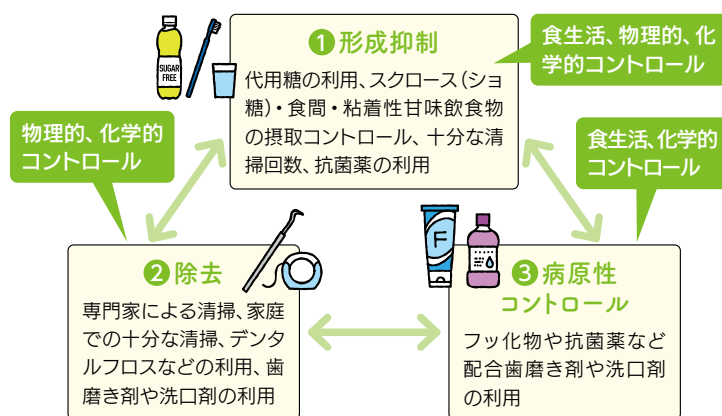 ❶形成抑制
代用糖の利用、スクロース(ショ
糖)・食間・粘着性甘味飲食物
の摂取コントロール、十分な清
掃回数、抗菌薬の利用
SUGAR
FREE
食生活、物理的、化
学的コントロール
物理的、化学的
コントロール
食生活、化学的
コントロール
❷除去
専門家による清掃、家庭
での十分な清掃、デンタ
ルフロスなどの利用、歯
磨き剤や洗口剤の利用
F
❸病原性
コントロール
フッ化物や抗菌薬など
配合歯磨き剤や洗口剤
の利用